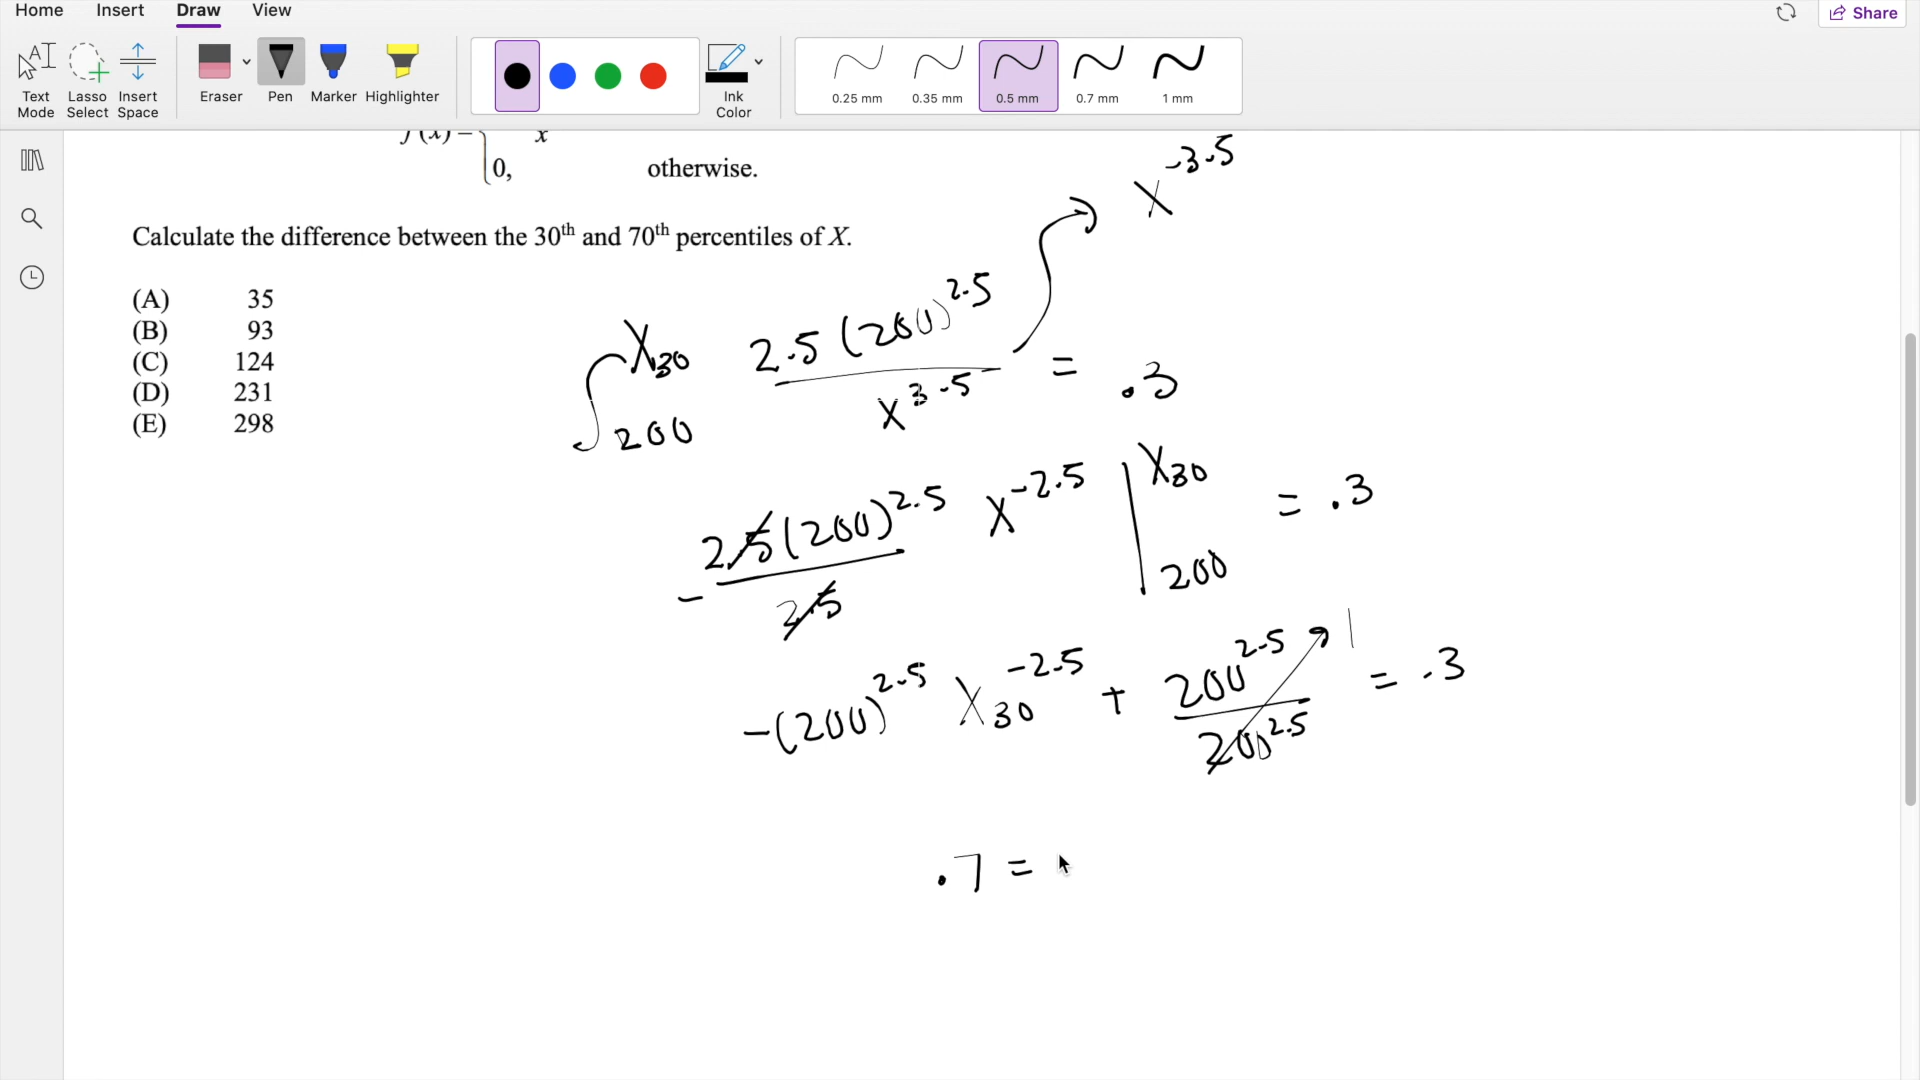 Home Insert Draw View Share
Text Mode Lasso Select Insert Space Eraser Pen Marker Highlighter Ink Color 0.25 mm 0.35 mm 0.5 mm 0.7 mm 1 mm
f(x) = x
0, otherwise.
x^-3.5
Calculate the difference between the 30th and 70th percentiles of X.
(A) 35
(B) 93
(C) 124
(D) 231
(E) 298
∫_200^X30 2.5(200)^2.5 / x^3.5 = .3
- 2.5(200)^2.5 / 2.5 x^-2.5 | X30 200 = .3
-(200)^2.5 X30^-2.5 + 200^2.5 / 200^2.5 1 = .3
.7 =